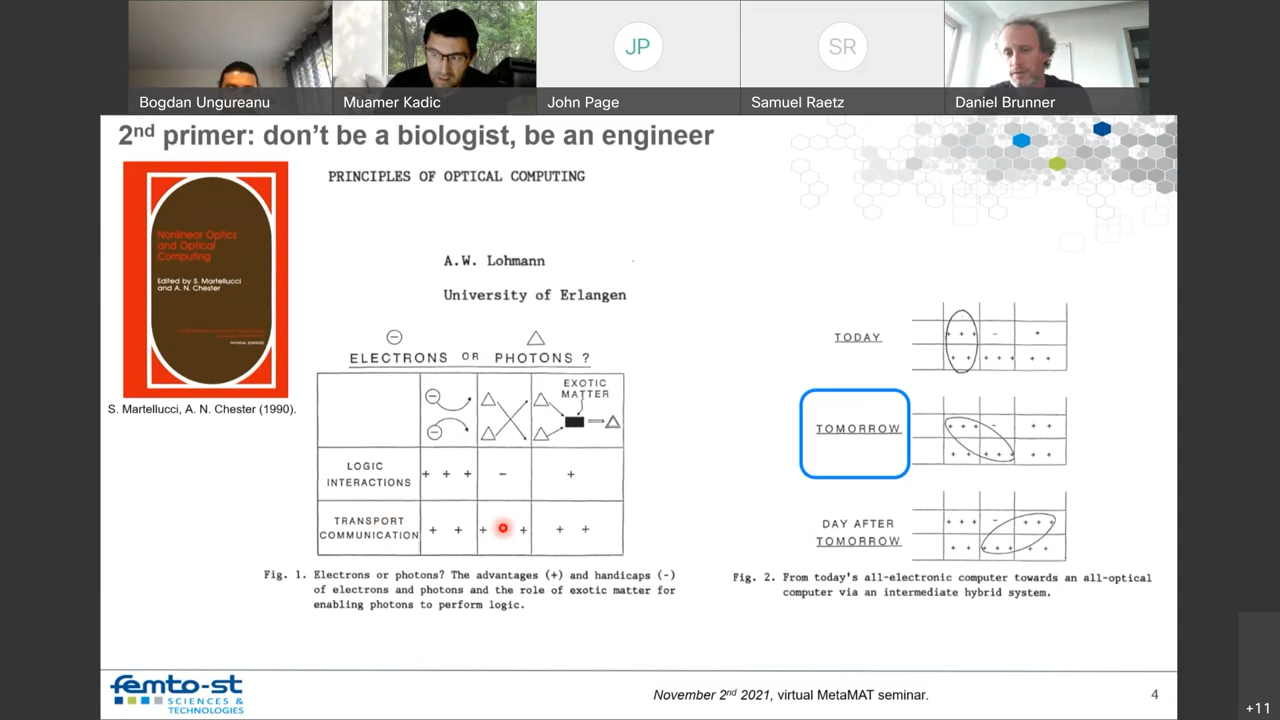 JP
SR
Bogdan Ungureanu
Muamer Kadic
John Page
Samuel Raetz
Daniel Brunner
2nd primer: don't be a biologist, be an engineer
Nonlinear Optics
and Optical
Computing
Edited by S. Martellucci
and A. N. Chester
S. Martellucci, A. N. Chester (1990).
PRINCIPLES OF OPTICAL COMPUTING
A.W. Lohmann
University of Erlangen
ELECTRONS OR PHOTONS ?
EXOTIC
MATTER
LOGIC
INTERACTIONS
+ + +
-
+
TRANSPORT
COMMUNICATION
+ +
+ +
+ +
Fig. 1. Electrons or photons? The advantages (+) and handicaps (-)
of electrons and photons and the role of exotic matter for
enabling photons to perform logic.
TODAY
+ + + - +
+ + + + + + +
TOMORROW
+ + + - + +
+ + + + + + +
DAY AFTER
TOMORROW
+ + + - + + +
+ + + + + + +
Fig. 2. From today's all-electronic computer towards an all-optical
computer via an intermediate hybrid system.
femto-st
SCIENCES &
TECHNOLOGIES
November 2nd 2021, virtual MetaMAT seminar.
4
+11